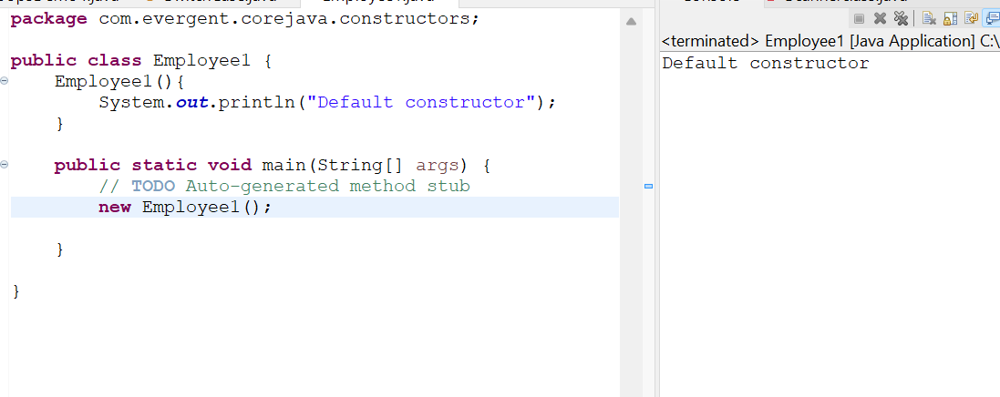 package com.evergent.corejava.constructors;
<terminated> Employee1 [Java Application] C:\
Default constructor
public class Employee1 {
Employee1(){
System.out.println("Default constructor");
}
public static void main(String[] args) {
// TODO Auto-generated method stub
new Employee1();
}
}